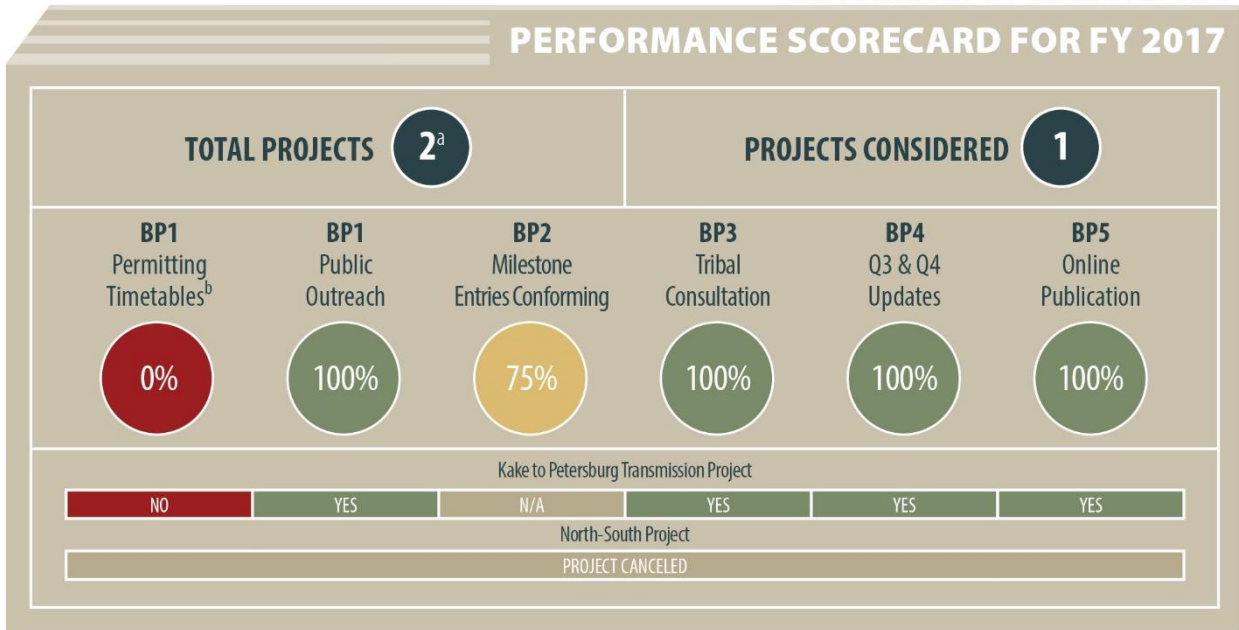 PERFORMANCE SCORECARD FOR FY 2017
TOTAL PROJECTS 2a
PROJECTS CONSIDERED 1
BP1
Permitting
Timetablesb
0%
BP1
Public
Outreach
100%
BP2
Milestone
Entries Conforming
75%
BP3
Tribal
Consultation
100%
BP4
Q3 & Q4
Updates
100%
BP5
Online
Publication
100%
Kake to Petersburg Transmission Project
NO YES N/A YES YES YES
North-South Project
PROJECT CANCELED